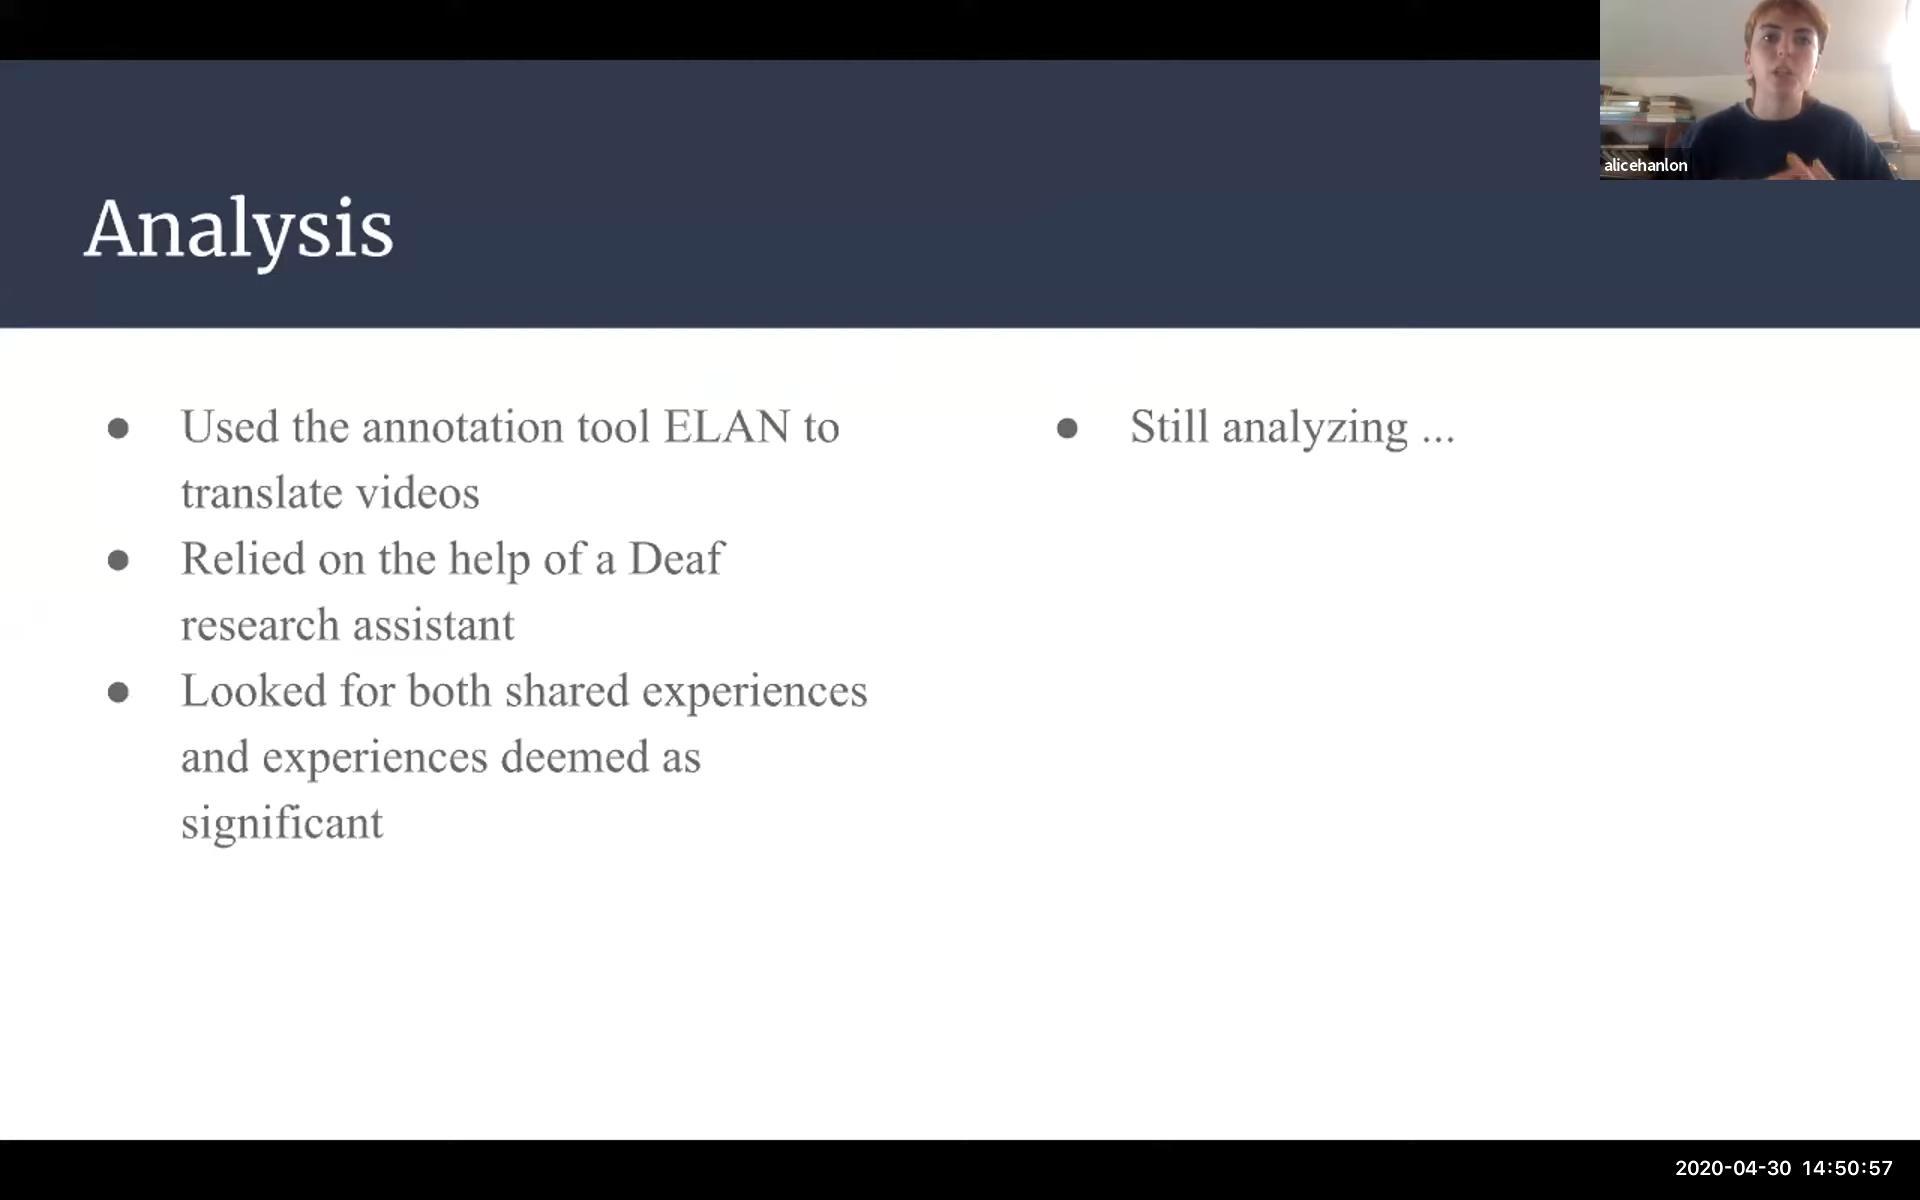 alicehanlon
Analysis
● Used the annotation tool ELAN to
translate videos
● Relied on the help of a Deaf
research assistant
● Looked for both shared experiences
and experiences deemed as
significant
● Still analyzing ...
2020-04-30 14:50:57